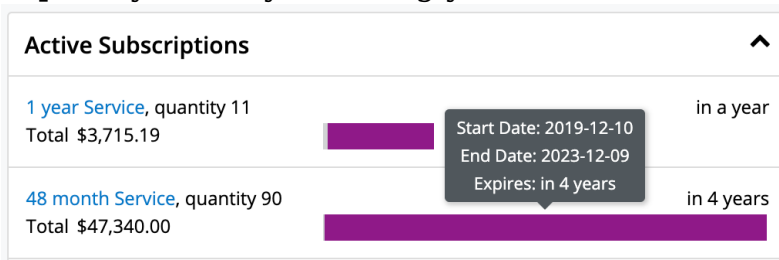 Active Subscriptions
1 year Service, quantity 11
in a year
Total $3,715.19
Start Date: 2019-12-10
End Date: 2023-12-09
Expires: in 4 years
48 month Service, quantity 90
in 4 years
Total $47,340.00